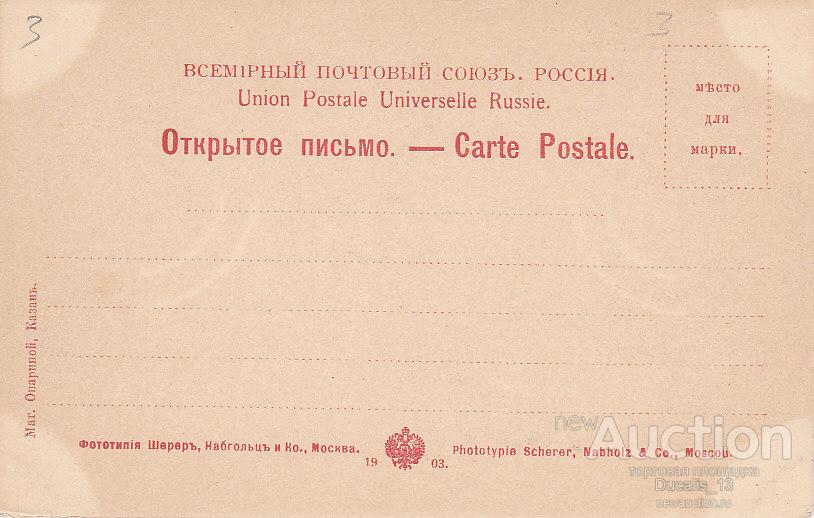 3
3
ВСЕМІРНЫЙ ПОЧТОВЫЙ СОЮЗЪ. РОССІЯ.
Union Postale Universelle Russie.
Открытое письмо. — Carte Postale.
мѣсто
для
марки.
Маг. Опариной, Казань.
Фототипія Шереръ, Набгольцъ и Ко., Москва.
19 03.
Phototypie Scherer, Nabholz & Co., Moscou.
newAuction
торговая площадка
Ducalis_13
newauction.ru